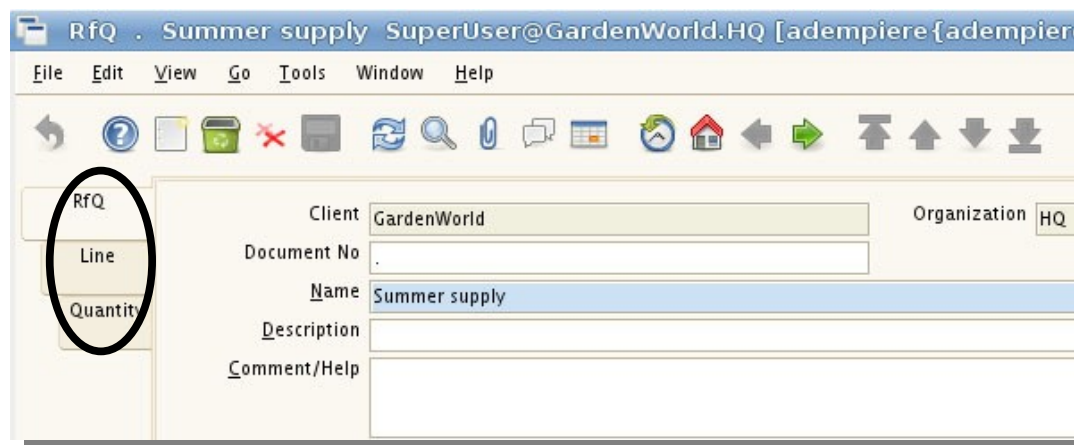 RfQ . Summer supply SuperUser@GardenWorld.HQ [adempiere{adempier
File Edit View Go Tools Window Help
RfQ
Line
Quantity
Client GardenWorld Organization HQ
Document No .
Name Summer supply
Description
Comment/Help